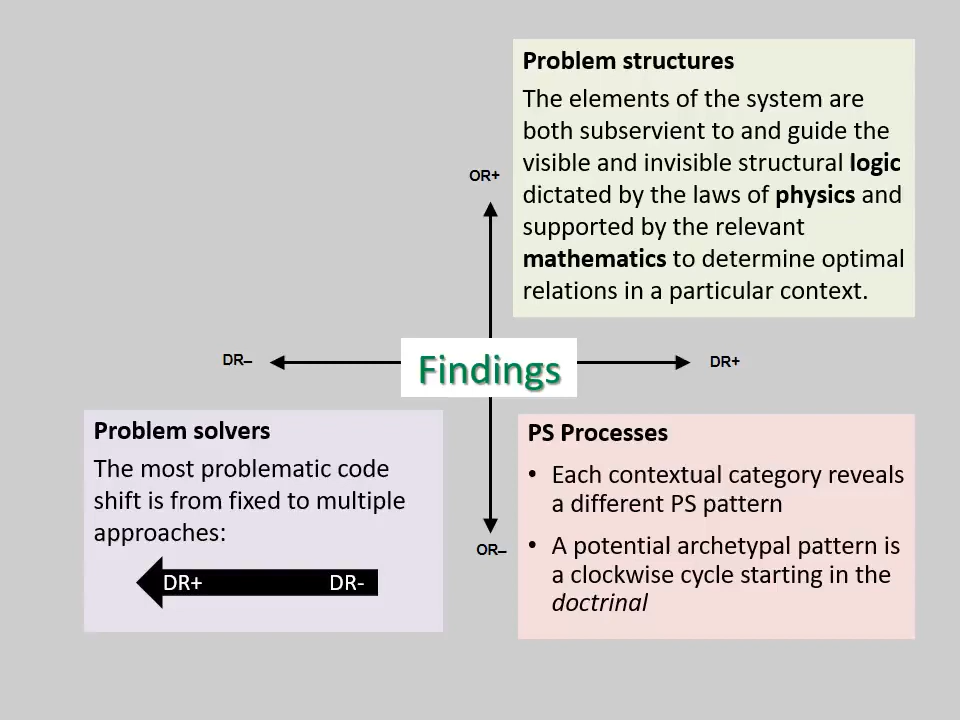 Problem structures
The elements of the system are
both subservient to and guide the
visible and invisible structural logic
dictated by the laws of physics and
supported by the relevant
mathematics to determine optimal
relations in a particular context.
OR+
DR–
Findings
DR+
Problem solvers
The most problematic code
shift is from fixed to multiple
approaches:
DR+ DR-
OR–
PS Processes
• Each contextual category reveals
a different PS pattern
• A potential archetypal pattern is
a clockwise cycle starting in the
doctrinal